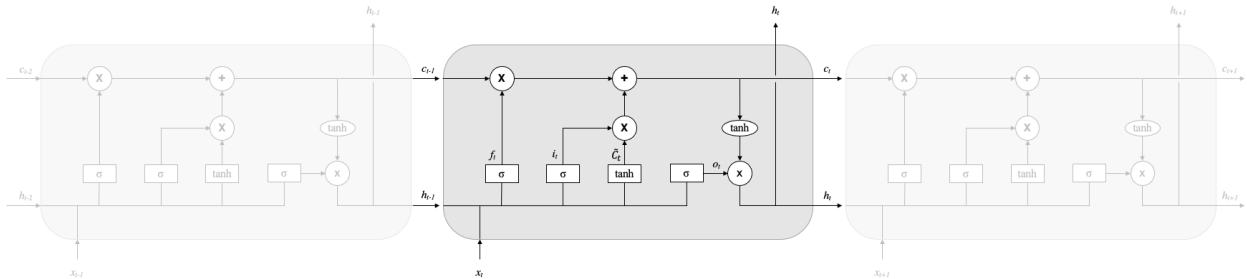 h_{t-1} h_t h_{t+1}
c_{t-2} c_{t-1} c_t c_{t+1}
x + x + x +
x tanh x tanh x tanh
f_t i_t C̃_t o_t
σ σ tanh σ x σ σ tanh σ x σ σ tanh σ x
h_{t-2} h_{t-1} h_t h_{t+1}
x_{t-1} x_t x_{t+1}